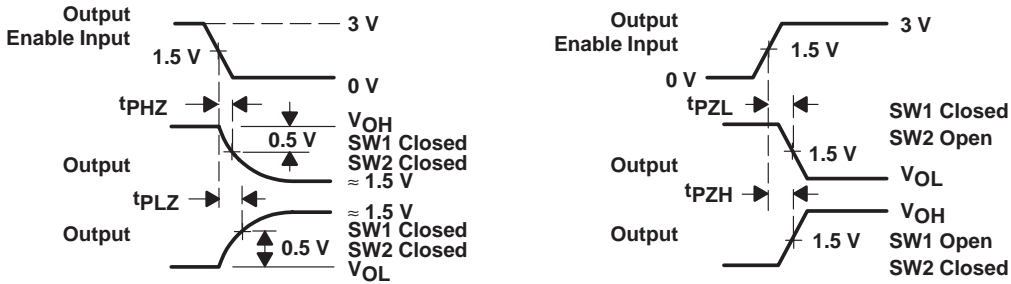 Output
Enable Input
1.5 V
3 V
0 V
tPHZ
VOH
0.5 V
SW1 Closed
SW2 Closed
Output
≈ 1.5 V
tPLZ
≈ 1.5 V
SW1 Closed
Output
0.5 V
SW2 Closed
VOL
Output
Enable Input
3 V
1.5 V
0 V
tPZL
SW1 Closed
SW2 Open
1.5 V
Output
VOL
tPZH
VOH
Output
1.5 V
SW1 Open
SW2 Closed